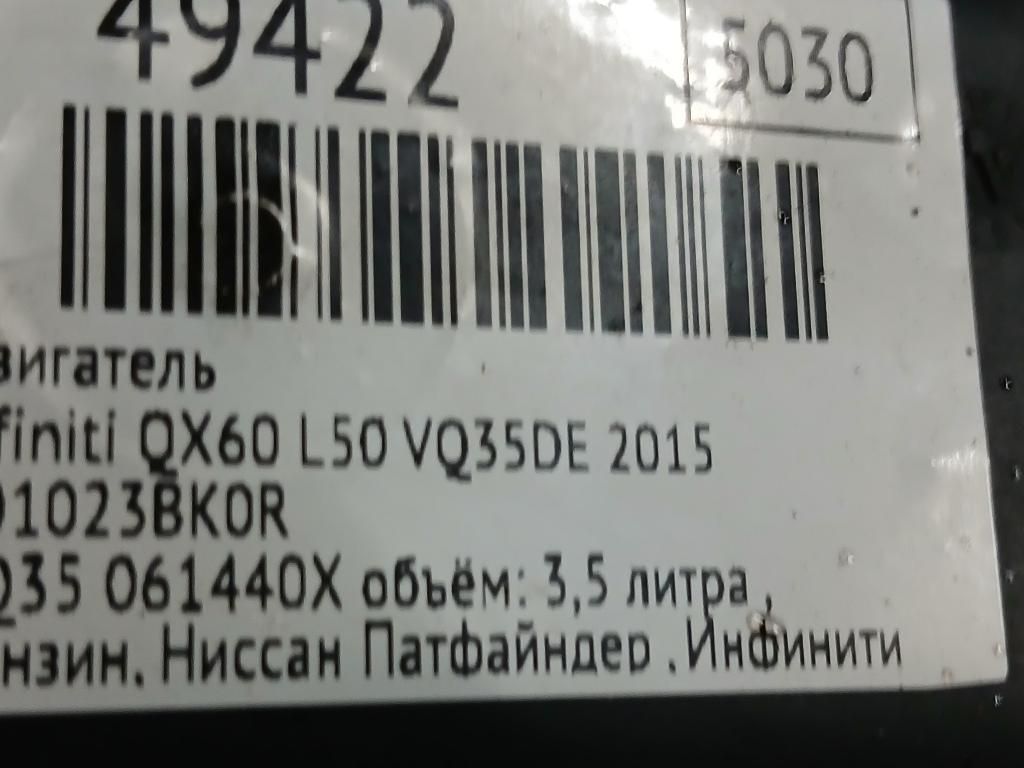 49422
5030
вигатель
finiti QX60 L50 VQ35DE 2015
01023BK0R
Q35 061440X объём: 3,5 литра ,
нзин. Ниссан Патфайндер . Инфинити